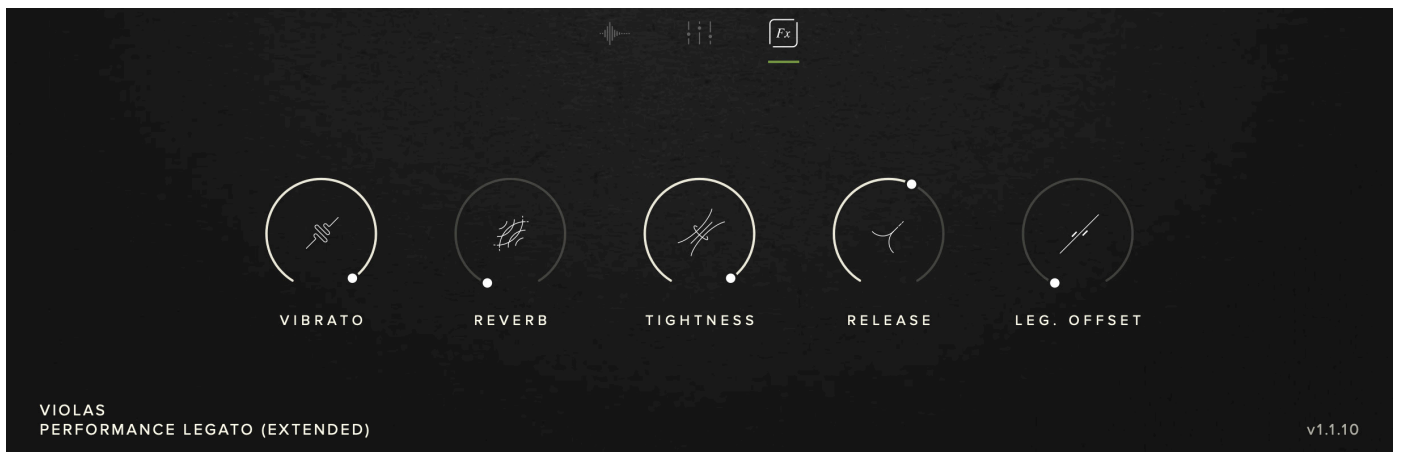 Fx
VIBRATO
REVERB
TIGHTNESS
RELEASE
LEG. OFFSET
VIOLAS
PERFORMANCE LEGATO (EXTENDED)
v1.1.10